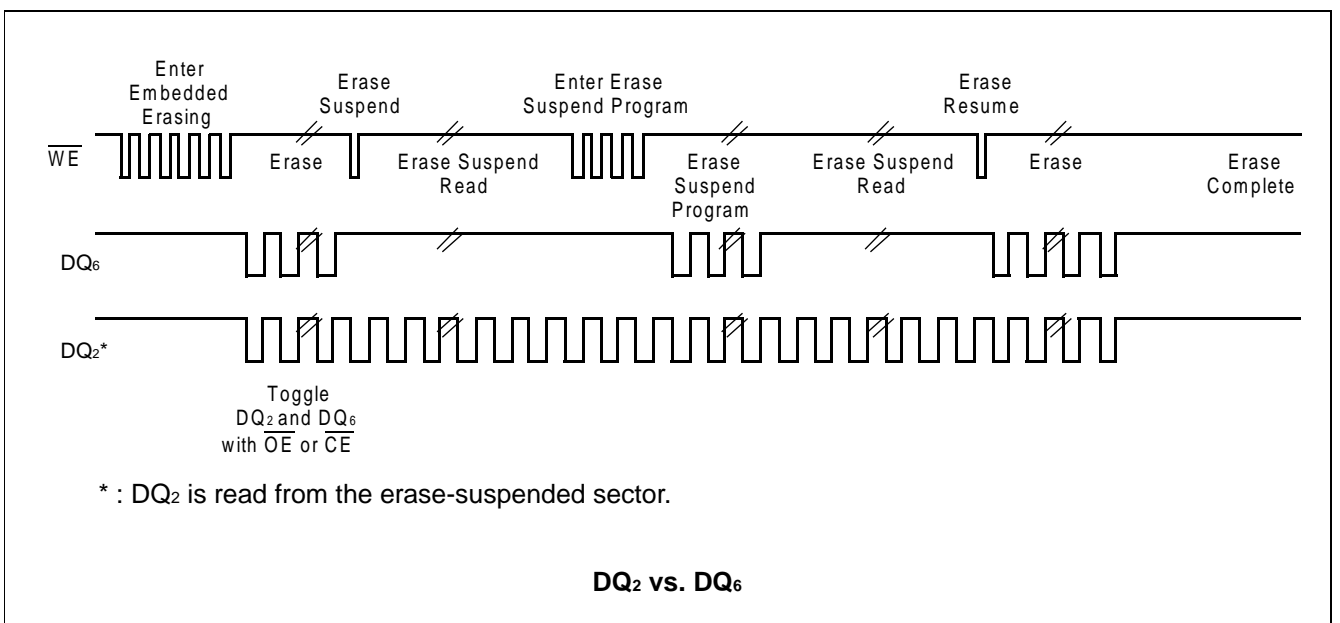 Enter
Embedded
Erasing
Erase
Suspend
Enter Erase
Suspend Program
Erase
Resume
WE
Erase
Erase Suspend
Read
Erase
Suspend
Program
Erase Suspend
Read
Erase
Erase
Complete
DQ6
DQ2*
Toggle
DQ2 and DQ6
with OE or CE
* : DQ2 is read from the erase-suspended sector.
DQ2 vs. DQ6